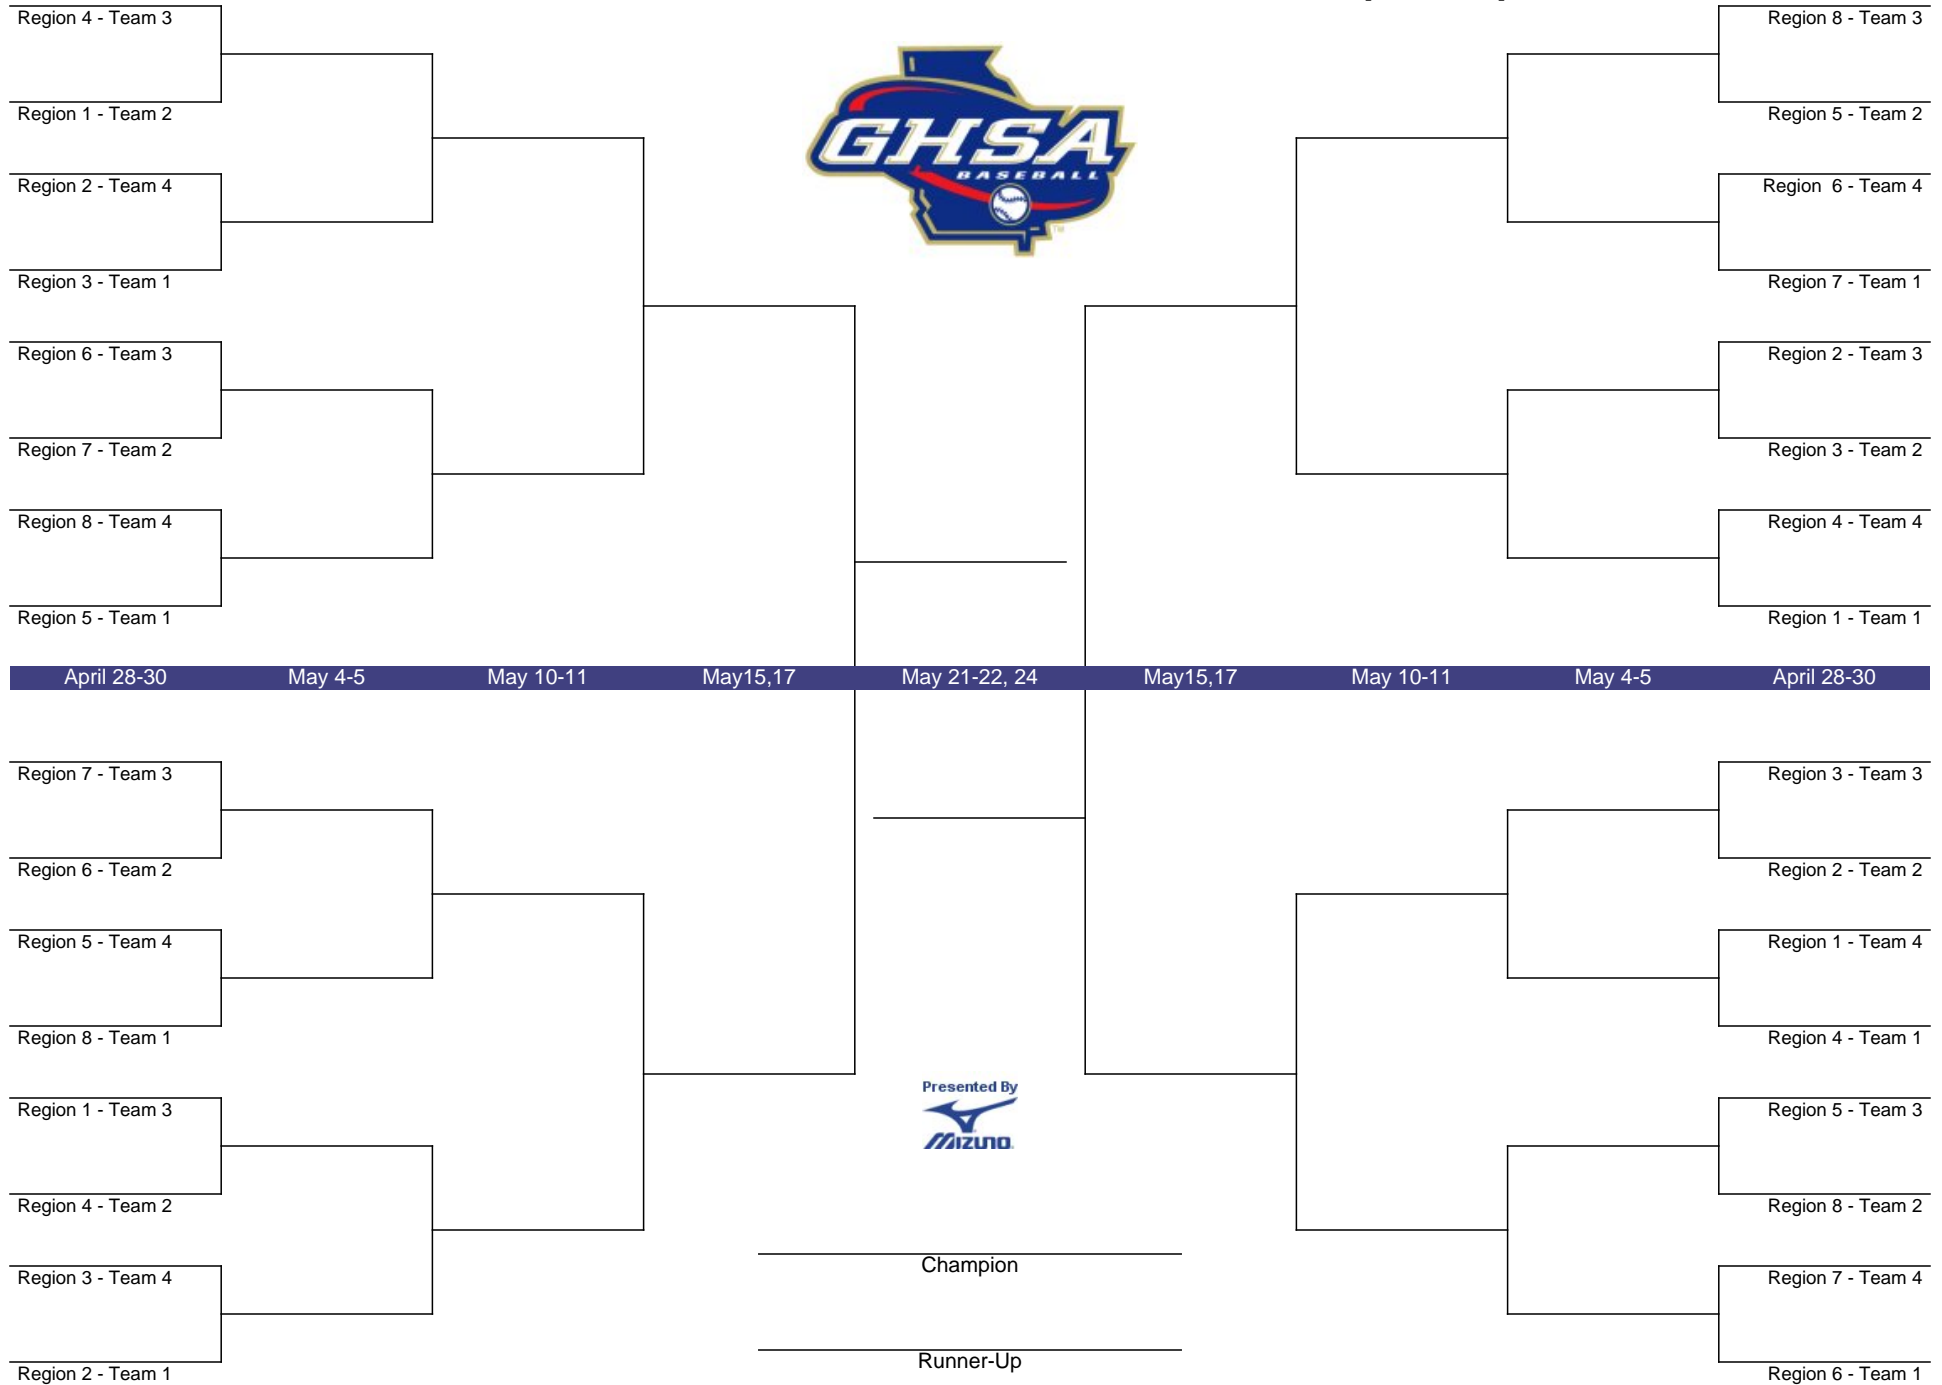 Region 4 - Team 3
Region 1 - Team 2
Region 2 - Team 4
Region 3 - Team 1
Region 6 - Team 3
Region 7 - Team 2
Region 8 - Team 4
Region 5 - Team 1
GHSA
BASEBALL
TM
Region 8 - Team 3
Region 5 - Team 2
Region  6 - Team 4
Region 7 - Team 1
Region 2 - Team 3
Region 3 - Team 2
Region 4 - Team 4
Region 1 - Team 1
April 28-30 May 4-5 May 10-11 May15,17 May 21-22, 24 May15,17 May 10-11 May 4-5 April 28-30
Region 7 - Team 3
Region 6 - Team 2
Region 5 - Team 4
Region 8 - Team 1
Region 1 - Team 3
Region 4 - Team 2
Region 3 - Team 4
Region 2 - Team 1
Presented By
MIZUNO
Champion
Runner-Up
Region 3 - Team 3
Region 2 - Team 2
Region 1 - Team 4
Region 4 - Team 1
Region 5 - Team 3
Region 8 - Team 2
Region 7 - Team 4
Region 6 - Team 1